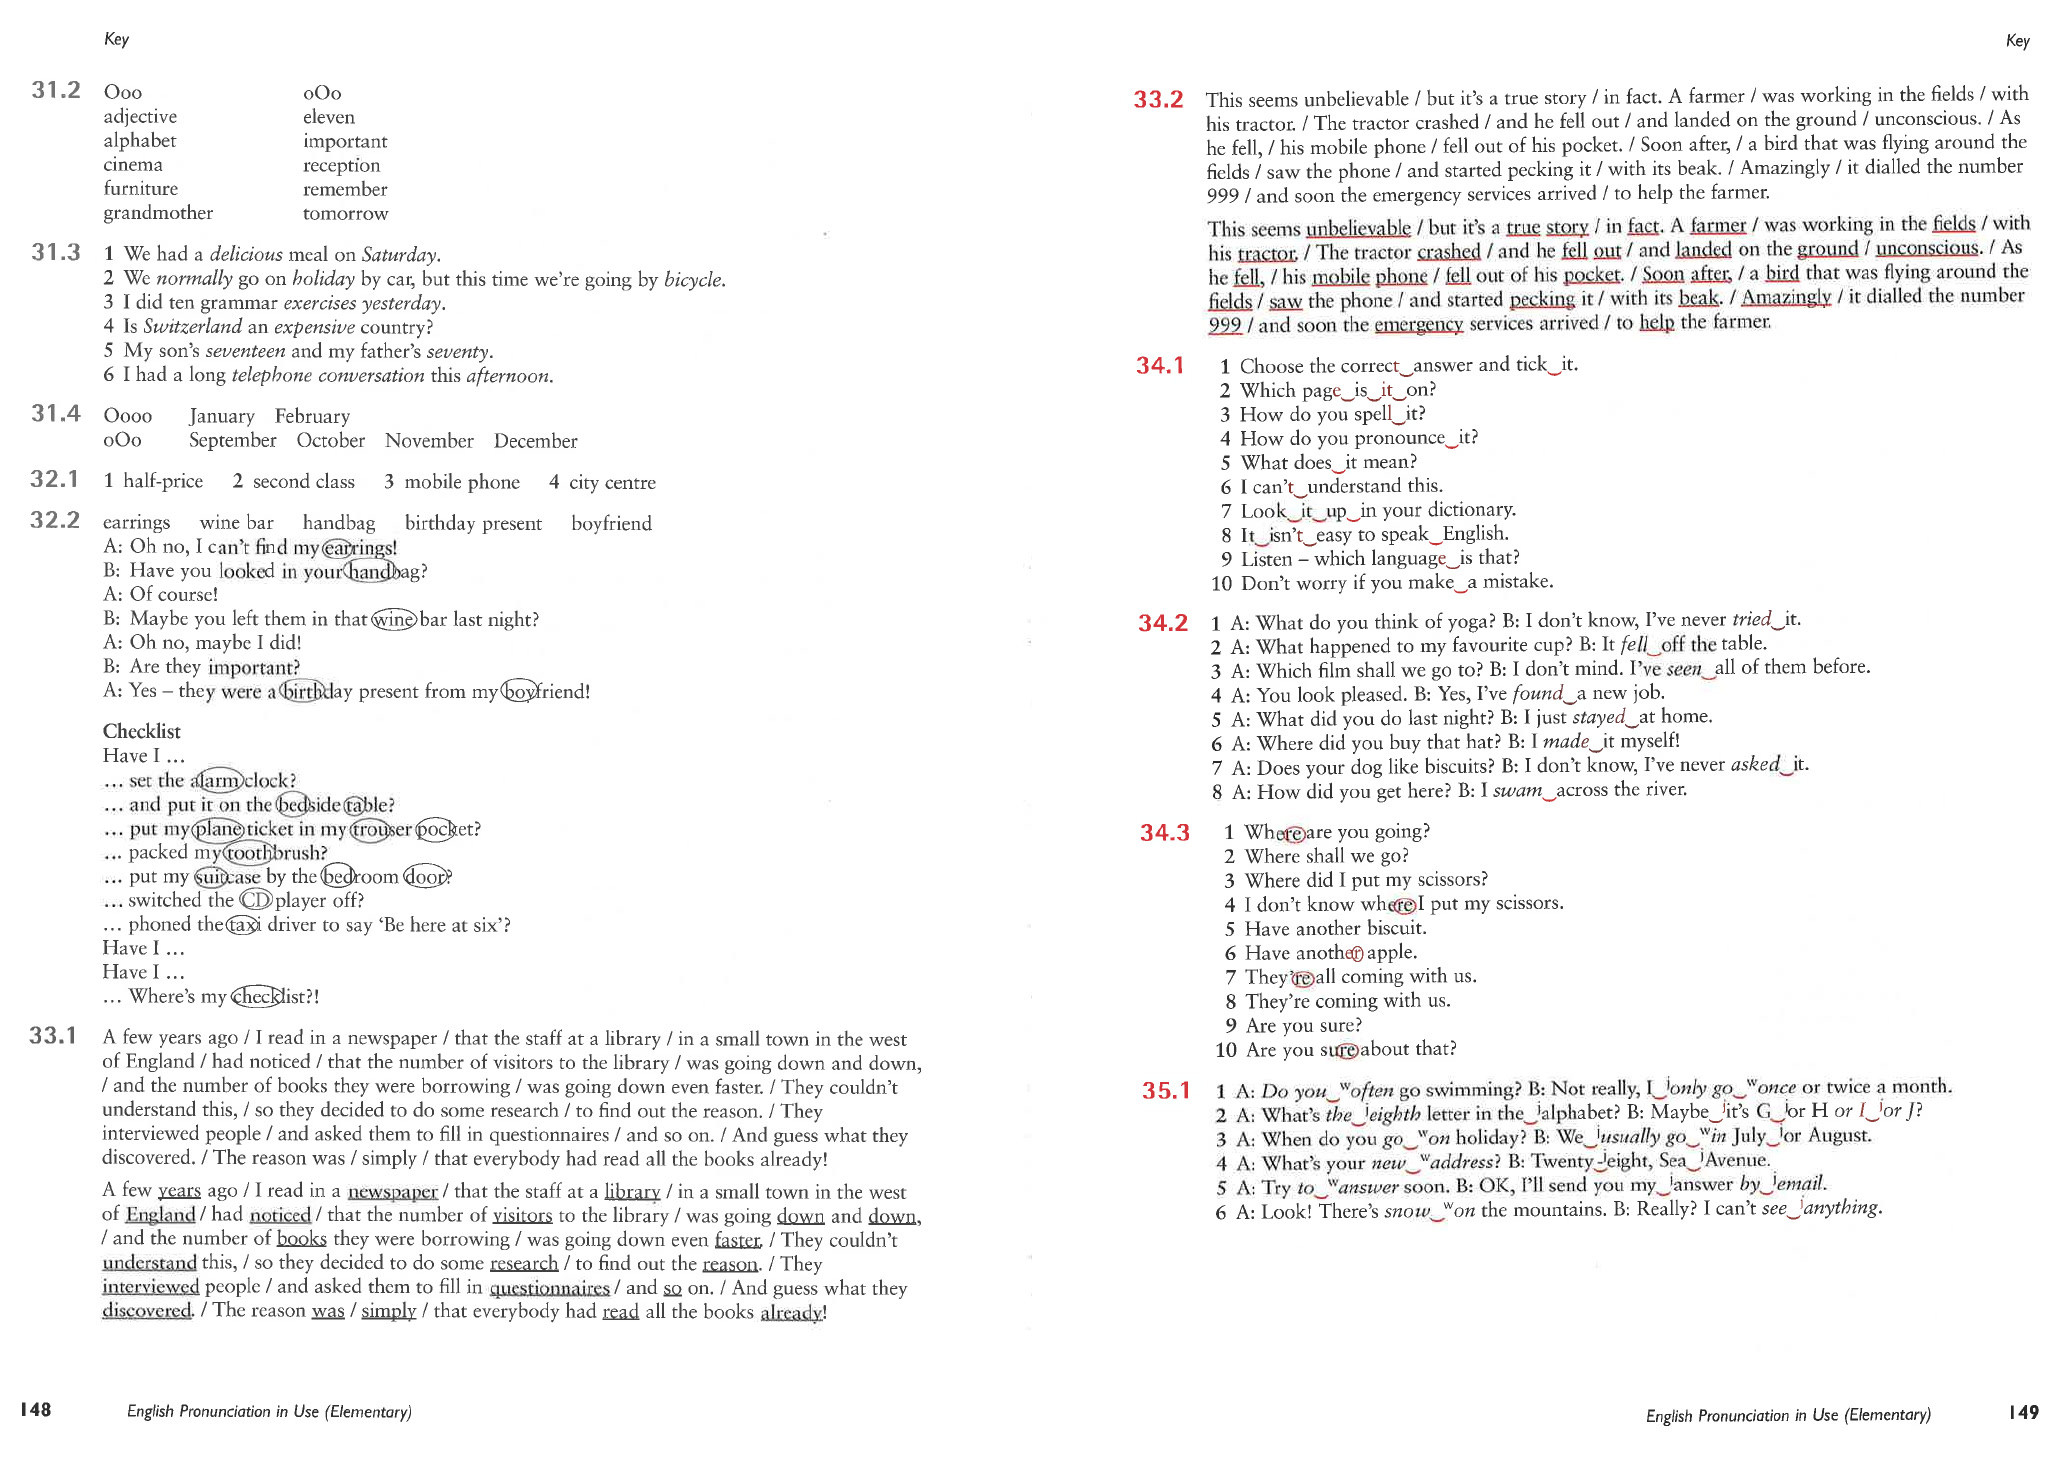 Key
31.2 Ooo oOo
adjective eleven
alphabet important
cinema reception
furniture remember
grandmother tomorrow
31.3 1 We had a delicious meal on Saturday.
2 We normally go on holiday by car, but this time we're going by bicycle.
3 I did ten grammar exercises yesterday.
4 Is Switzerland an expensive country?
5 My son's seventeen and my father's seventy.
6 I had a long telephone conversation this afternoon.
31.4 Oooo January February
oOo September October November December
32.1 1 half-price 2 second class 3 mobile phone 4 city centre
32.2 earrings wine bar handbag birthday present boyfriend
A: Oh no, I can't find my earrings!
B: Have you looked in your handbag?
A: Of course!
B: Maybe you left them in that wine bar last night?
A: Oh no, maybe I did!
B: Are they important?
A: Yes – they were a birthday present from my boyfriend!
Checklist
Have I ...
... set the alarm clock?
... and put it on the bedside table?
... put my plane ticket in my trouser pocket?
... packed my toothbrush?
... put my suitcase by the bedroom door?
... switched the CD player off?
... phoned the taxi driver to say 'Be here at six'?
Have I ...
Have I ...
... Where's my checklist?!
33.1 A few years ago / I read in a newspaper / that the staff at a library / in a small town in the west
of England / had noticed / that the number of visitors to the library / was going down and down,
/ and the number of books they were borrowing / was going down even faster. / They couldn't
understand this, / so they decided to do some research / to find out the reason. / They
interviewed people / and asked them to fill in questionnaires / and so on. / And guess what they
discovered. / The reason was / simply / that everybody had read all the books already!
A few years ago / I read in a newspaper / that the staff at a library / in a small town in the west
of England / had noticed / that the number of visitors to the library / was going down and down,
/ and the number of books they were borrowing / was going down even faster. / They couldn't
understand this, / so they decided to do some research / to find out the reason. / They
interviewed people / and asked them to fill in questionnaires / and so on. / And guess what they
discovered. / The reason was / simply / that everybody had read all the books already!
148 English Pronunciation in Use (Elementary)
Key
33.2 This seems unbelievable / but it's a true story / in fact. A farmer / was working in the fields / with
his tractor. / The tractor crashed / and he fell out / and landed on the ground / unconscious. / As
he fell, / his mobile phone / fell out of his pocket. / Soon after, / a bird that was flying around the
fields / saw the phone / and started pecking it / with its beak. / Amazingly / it dialled the number
999 / and soon the emergency services arrived / to help the farmer.
This seems unbelievable / but it's a true story / in fact. A farmer / was working in the fields / with
his tractor. / The tractor crashed / and he fell out / and landed on the ground / unconscious. / As
he fell, / his mobile phone / fell out of his pocket. / Soon after, / a bird that was flying around the
fields / saw the phone / and started pecking it / with its beak. / Amazingly / it dialled the number
999 / and soon the emergency services arrived / to help the farmer.
34.1 1 Choose the correct‿answer and tick‿it.
2 Which page‿is‿it‿on?
3 How do you spell‿it?
4 How do you pronounce‿it?
5 What does‿it mean?
6 I can't‿understand this.
7 Look‿it‿up‿in your dictionary.
8 It‿isn't‿easy to speak‿English.
9 Listen – which language‿is that?
10 Don't worry if you make‿a mistake.
34.2 1 A: What do you think of yoga? B: I don't know, I've never tried‿it.
2 A: What happened to my favourite cup? B: It fell‿off the table.
3 A: Which film shall we go to? B: I don't mind. I've seen‿all of them before.
4 A: You look pleased. B: Yes, I've found‿a new job.
5 A: What did you do last night? B: I just stayed‿at home.
6 A: Where did you buy that hat? B: I made‿it myself!
7 A: Does your dog like biscuits? B: I don't know, I've never asked‿it.
8 A: How did you get here? B: I swam‿across the river.
34.3 1 Where are you going?
2 Where shall we go?
3 Where did I put my scissors?
4 I don't know where I put my scissors.
5 Have another biscuit.
6 Have another apple.
7 They're all coming with us.
8 They're coming with us.
9 Are you sure?
10 Are you sure about that?
35.1 1 A: Do you‿ʷoften go swimming? B: Not really, I‿ʲonly go‿ʷonce or twice a month.
2 A: What's the‿ʲeighth letter in the‿ʲalphabet? B: Maybe‿ʲit's G‿ʲor H or I‿ʲor J?
3 A: When do you go‿ʷon holiday? B: We‿ʲusually go‿ʷin July‿ʲor August.
4 A: What's your new‿ʷaddress? B: Twenty-‿ʲeight, Sea‿ʲAvenue.
5 A: Try to‿ʷanswer soon. B: OK, I'll send you my‿ʲanswer by‿ʲemail.
6 A: Look! There's snow‿ʷon the mountains. B: Really? I can't see‿ʲanything.
English Pronunciation in Use (Elementary) 149